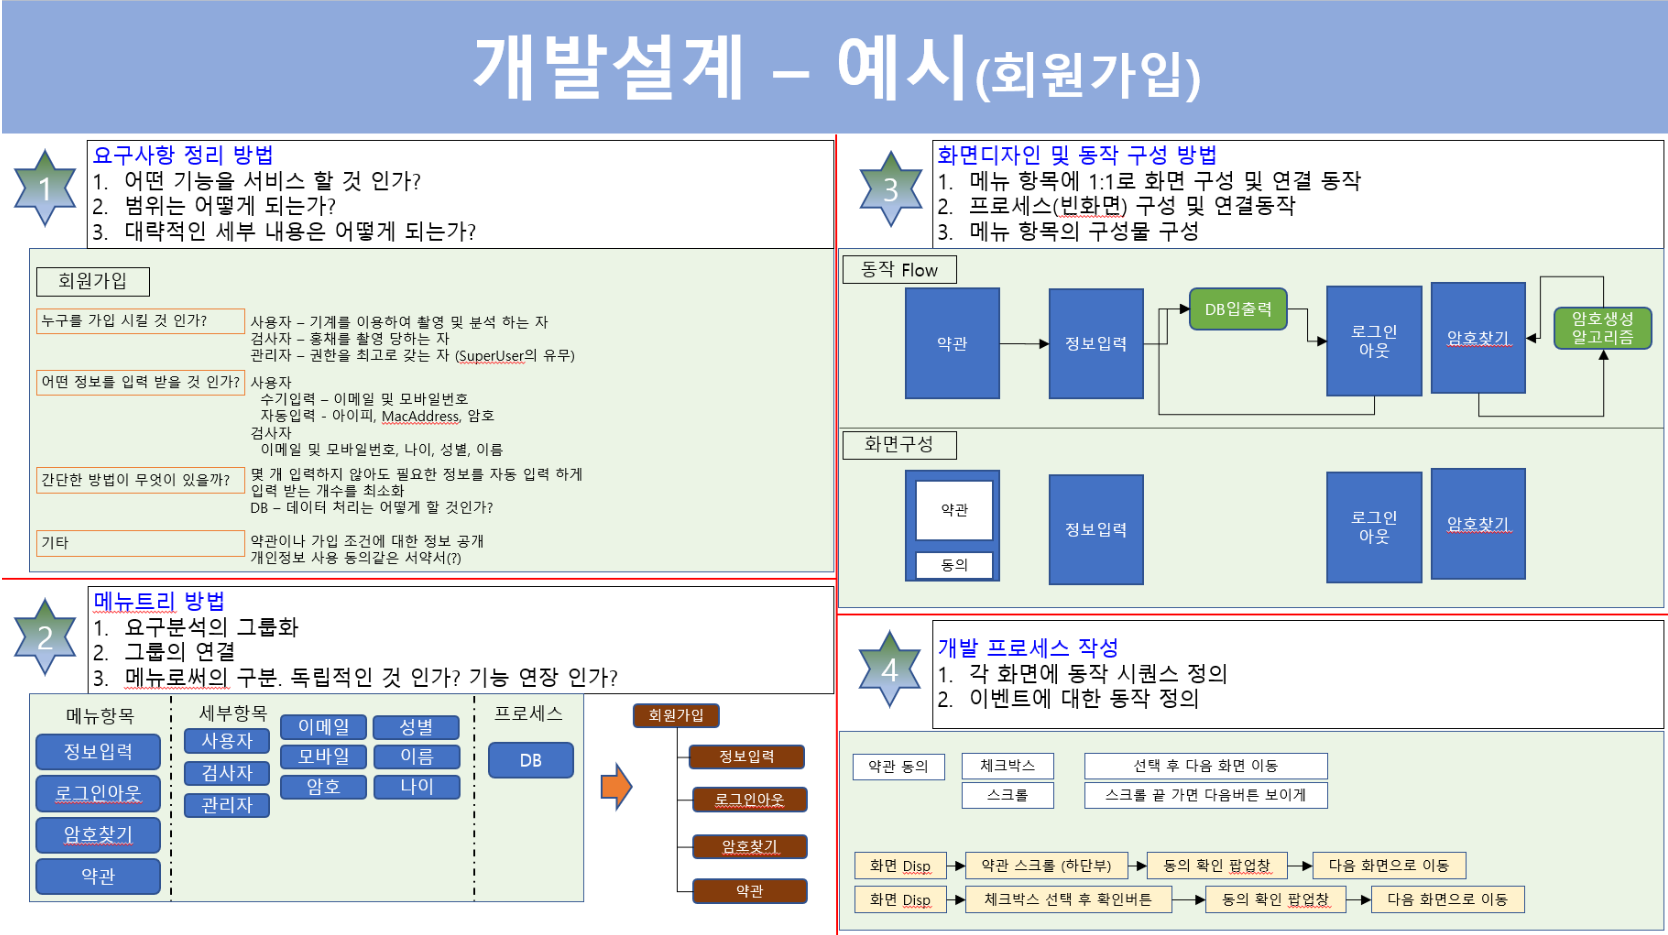 개발설계 – 예시(회원가입)
1
요구사항 정리 방법
1. 어떤 기능을 서비스 할 것 인가?
2. 범위는 어떻게 되는가?
3. 대략적인 세부 내용은 어떻게 되는가?
회원가입
누구를 가입 시킬 것 인가?
사용자 – 기계를 이용하여 촬영 및 분석 하는 자
검사자 – 홍채를 촬영 당하는 자
관리자 – 권한을 최고로 갖는 자 (SuperUser의 유무)
어떤 정보를 입력 받을 것 인가?
사용자
수기입력 – 이메일 및 모바일번호
자동입력 - 아이피, MacAddress, 암호
검사자
이메일 및 모바일번호, 나이, 성별, 이름
간단한 방법이 무엇이 있을까?
몇 개 입력하지 않아도 필요한 정보를 자동 입력 하게
입력 받는 개수를 최소화
DB – 데이터 처리는 어떻게 할 것인가?
기타
약관이나 가입 조건에 대한 정보 공개
개인정보 사용 동의같은 서약서(?)
2
메뉴트리 방법
1. 요구분석의 그룹화
2. 그룹의 연결
3. 메뉴로써의 구분. 독립적인 것 인가? 기능 연장 인가?
메뉴항목
정보입력
로그인아웃
암호찾기
약관
세부항목
사용자
검사자
관리자
이메일
모바일
암호
성별
이름
나이
프로세스
DB
회원가입
정보입력
로그인아웃
암호찾기
약관
3
화면디자인 및 동작 구성 방법
1. 메뉴 항목에 1:1로 화면 구성 및 연결 동작
2. 프로세스(빈화면) 구성 및 연결동작
3. 메뉴 항목의 구성물 구성
동작 Flow
약관
정보입력
DB입출력
로그인
아웃
암호찾기
암호생성
알고리즘
화면구성
약관
동의
정보입력
로그인
아웃
암호찾기
4
개발 프로세스 작성
1. 각 화면에 동작 시퀀스 정의
2. 이벤트에 대한 동작 정의
약관 동의
체크박스
선택 후 다음 화면 이동
스크롤
스크롤 끝 가면 다음버튼 보이게
화면 Disp
약관 스크롤 (하단부)
동의 확인 팝업창
다음 화면으로 이동
화면 Disp
체크박스 선택 후 확인버튼
동의 확인 팝업창
다음 화면으로 이동